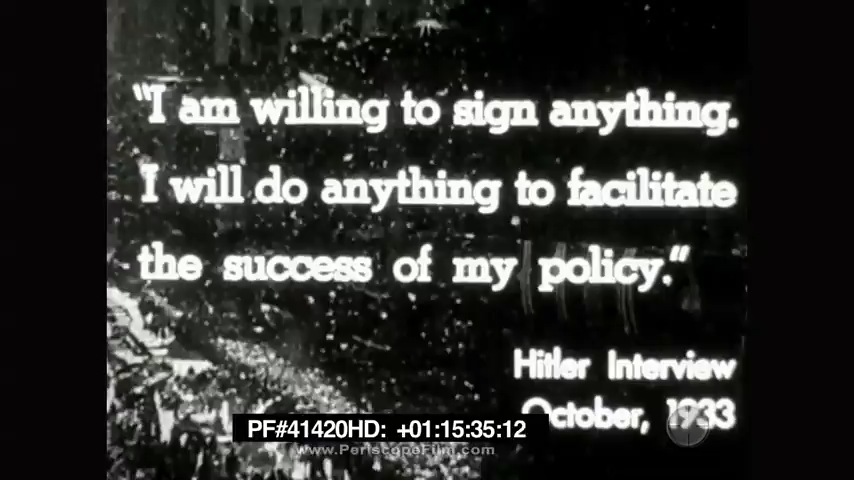 "I am willing to sign anything.
I will do anything to facilitate
the success of my policy."
Hitler Interview
October, 1933
PF#41420HD: +01:15:35:12
www.PeriscopeFilm.com